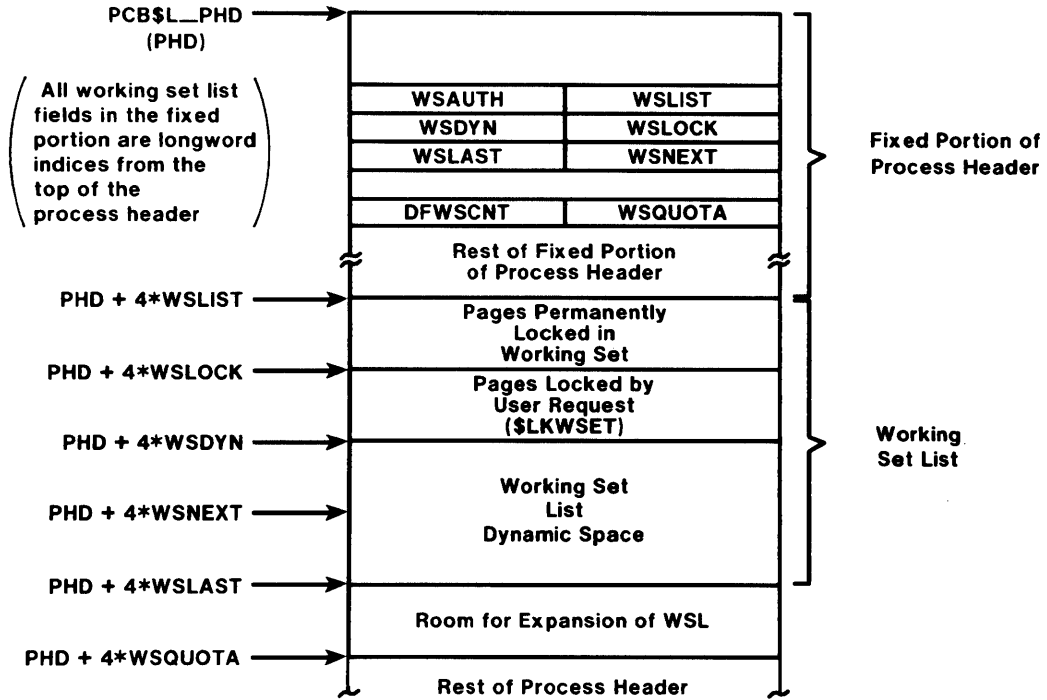 PCB$L__PHD
(PHD)
All working set list
fields in the fixed
portion are longword
indices from the
top of the
process header
WSAUTH WSLIST
WSDYN WSLOCK
WSLAST WSNEXT
DFWSCNT WSQUOTA
Rest of Fixed Portion
of Process Header
Fixed Portion of
Process Header
PHD + 4*WSLIST
Pages Permanently
Locked in
Working Set
PHD + 4*WSLOCK
Pages Locked by
User Request
($LKWSET)
PHD + 4*WSDYN
Working
Set List
Working Set
List
Dynamic Space
PHD + 4*WSNEXT
PHD + 4*WSLAST
Room for Expansion of WSL
PHD + 4*WSQUOTA
Rest of Process Header